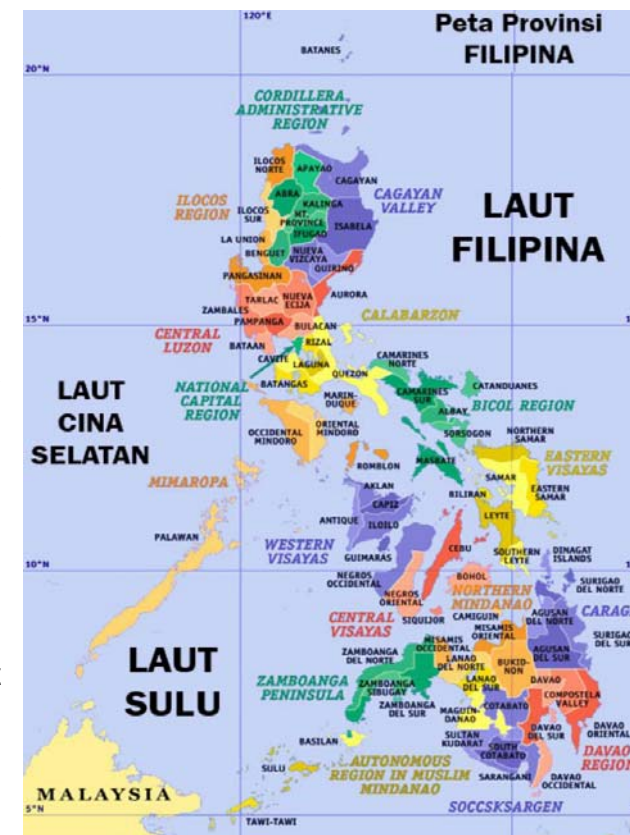 Peta Provinsi
FILIPINA
120°E
BATANES
20°N
CORDILLERA
ADMINISTRATIVE
REGION
ILOCOS
NORTE
APAYAO
CAGAYAN
ABRA
KALINGA
CAGAYAN
VALLEY
ILOCOS
REGION
ILOCOS
SUR
MT.
PROVINCE
ISABELA
IFUGAO
LAUT
FILIPINA
LA UNION
BENGUET
NUEVA
VIZCAYA
QUIRINO
PANGASINAN
AURORA
TARLAC
NUEVA
ECIJA
ZAMBALES
CALABARZON
PAMPANGA
BULACAN
15°N
CENTRAL
LUZON
BATAAN
RIZAL
CAVITE
LAGUNA
QUEZON
CAMARINES
NORTE
CATANDUANES
BATANGAS
NATIONAL
CAPITAL
REGION
MARIN-
DUQUE
CAMARINES
SUR
ALBAY
BICOL REGION
LAUT
CINA
SELATAN
OCCIDENTAL
MINDORO
ORIENTAL
MINDORO
SORSOGON
NORTHERN
SAMAR
ROMBLON
MASBATE
EASTERN
VISAYAS
MIMAROPA
SAMAR
AKLAN
BILIRAN
EASTERN
SAMAR
CAPIZ
ANTIQUE
ILOILO
LEYTE
PALAWAN
WESTERN
VISAYAS
GUIMARAS
CEBU
SOUTHERN
LEYTE
DINAGAT
ISLANDS
10°N
NEGROS
OCCIDENTAL
BOHOL
SURIGAO
DEL NORTE
NEGROS
ORIENTAL
NORTHERN
MINDANAO
CARAG
CENTRAL
VISAYAS
SIQUIJOR
CAMIGUIN
AGUSAN
DEL NORTE
MISAMIS
ORIENTAL
SURIGAO
DEL SUR
MISAMIS
OCCIDENTAL
AGUSAN
DEL SUR
LAUT
SULU
ZAMBOANGA
DEL NORTE
LANAO
DEL NORTE
BUKID-
NON
ZAMBOANGA
PENINSULA
ZAMBOANGA
SIBUGAY
LANAO
DEL SUR
DAVAO
COMPOSTELA
VALLEY
ZAMBOANGA
DEL SUR
MAGUIN-
DANAO
COTABATO
DAVAO
DEL SUR
DAVAO
ORIENTAL
BASILAN
SULTAN
KUDARAT
SOUTH
COTABATO
DAVAO
REGION
AUTONOMOUS
REGION IN MUSLIM
MINDANAO
SULU
SARANGANI
DAVAO
OCCIDENTAL
MALAYSIA
SOCCSKSARGEN
5°N
TAWI-TAWI